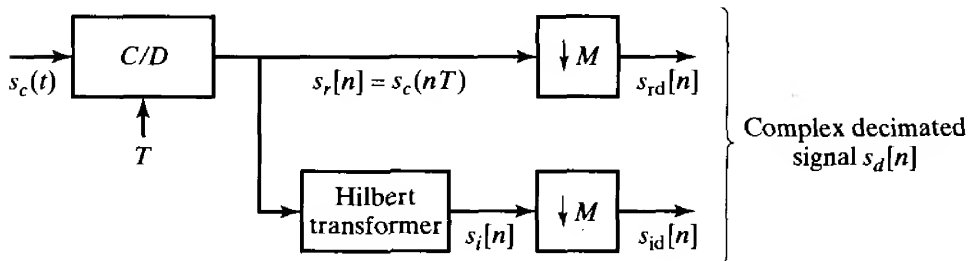 C/D
↓ M
s_c(t)
s_r[n] = s_c(nT)
s_rd[n]
T
Complex decimated
signal s_d[n]
Hilbert
transformer
↓ M
s_i[n]
s_id[n]